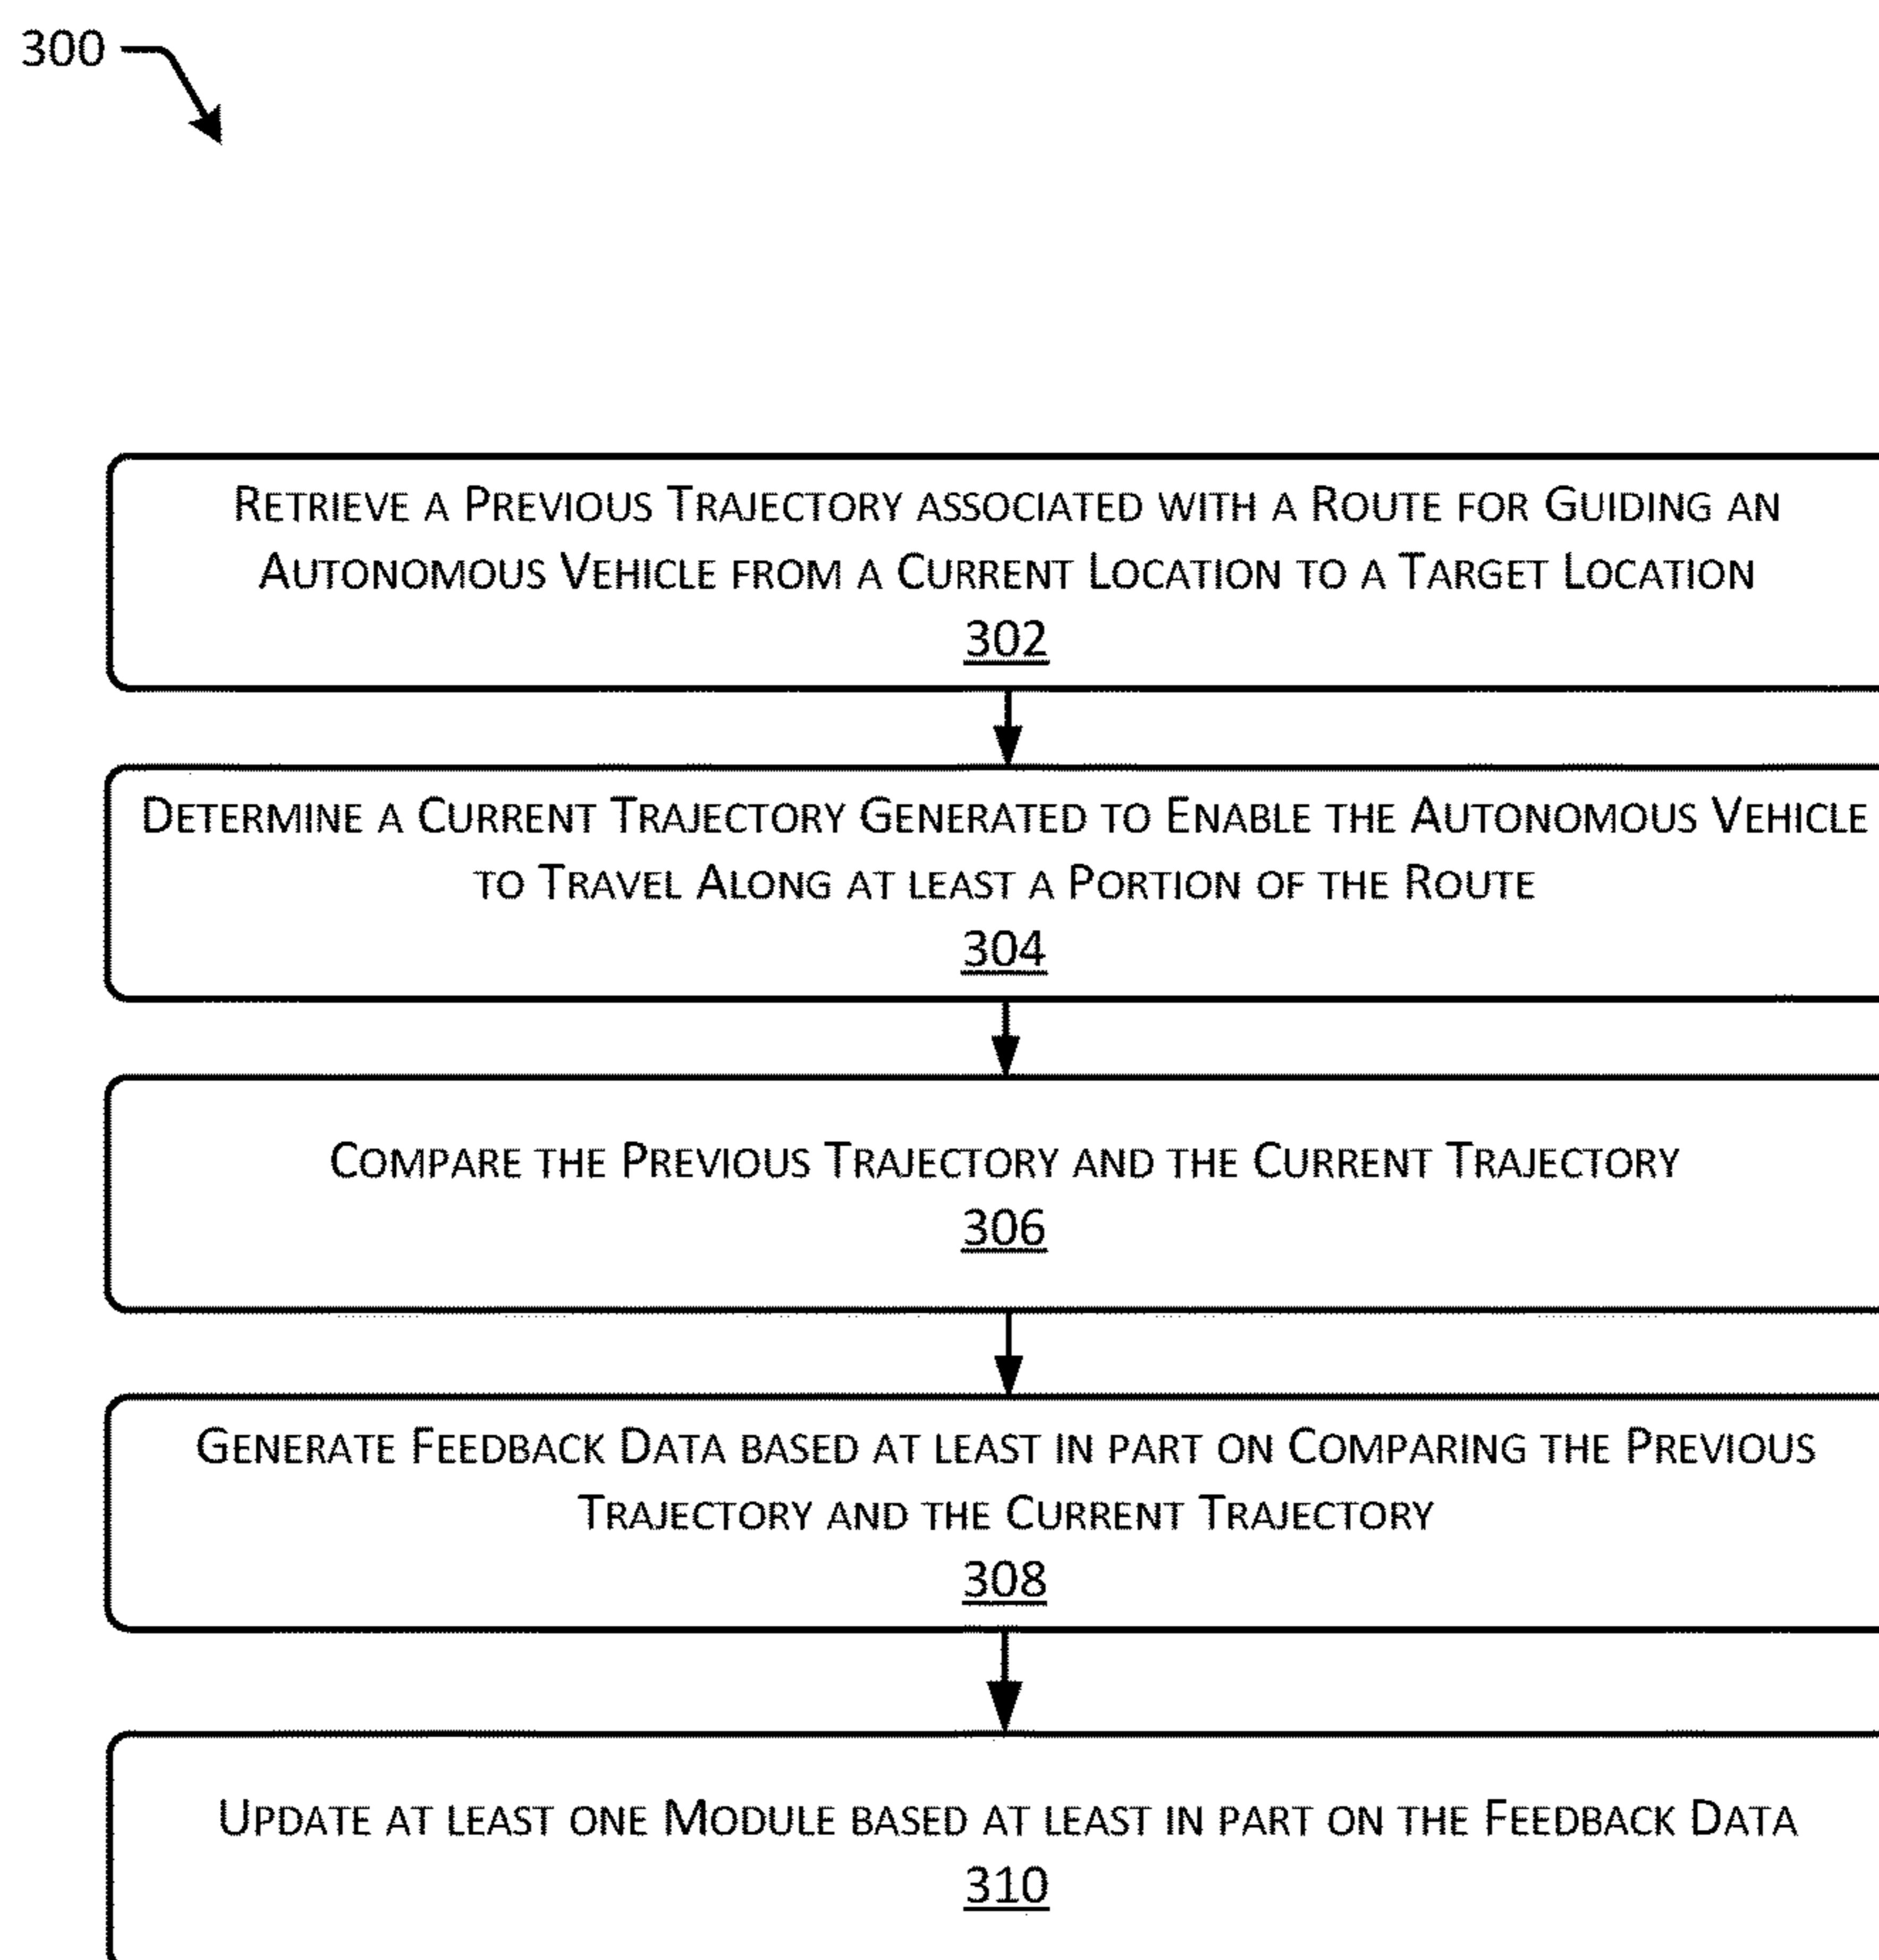 300
Retrieve a Previous Trajectory associated with a Route for Guiding an
Autonomous Vehicle from a Current Location to a Target Location
302
Determine a Current Trajectory Generated to Enable the Autonomous Vehicle
to Travel Along at least a Portion of the Route
304
Compare the Previous Trajectory and the Current Trajectory
306
Generate Feedback Data based at least in part on Comparing the Previous
Trajectory and the Current Trajectory
308
Update at least one Module based at least in part on the Feedback Data
310